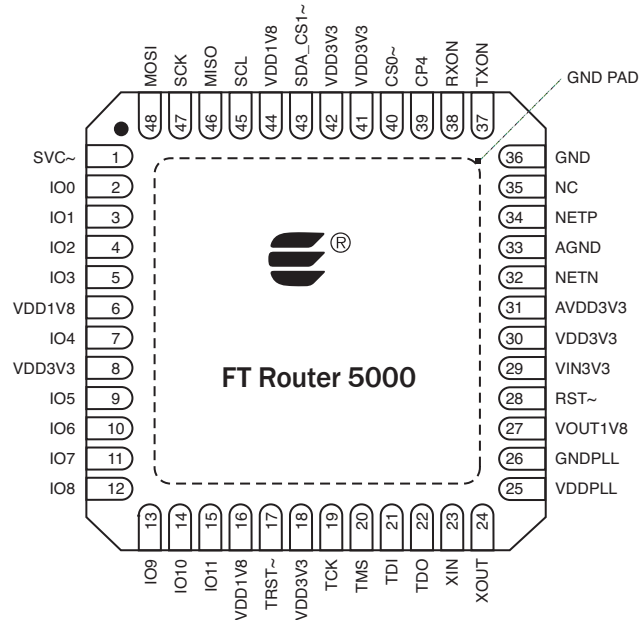 MOSI
SCK
MISO
SCL
VDD1V8
SDA_CS1~
VDD3V3
VDD3V3
CS0~
CP4
RXON
TXON
GND PAD
48
47
46
45
44
43
42
41
40
39
38
37
SVC~ 1
IO0 2
IO1 3
IO2 4
IO3 5
VDD1V8 6
IO4 7
VDD3V3 8
IO5 9
IO6 10
IO7 11
IO8 12
®
FT Router 5000
36 GND
35 NC
34 NETP
33 AGND
32 NETN
31 AVDD3V3
30 VDD3V3
29 VIN3V3
28 RST~
27 VOUT1V8
26 GNDPLL
25 VDDPLL
13
14
15
16
17
18
19
20
21
22
23
24
IO9
IO10
IO11
VDD1V8
TRST~
VDD3V3
TCK
TMS
TDI
TDO
XIN
XOUT